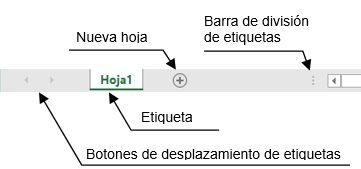 Nueva hoja
Barra de división
de etiquetas
Hoja1
Etiqueta
Botones de desplazamiento de etiquetas